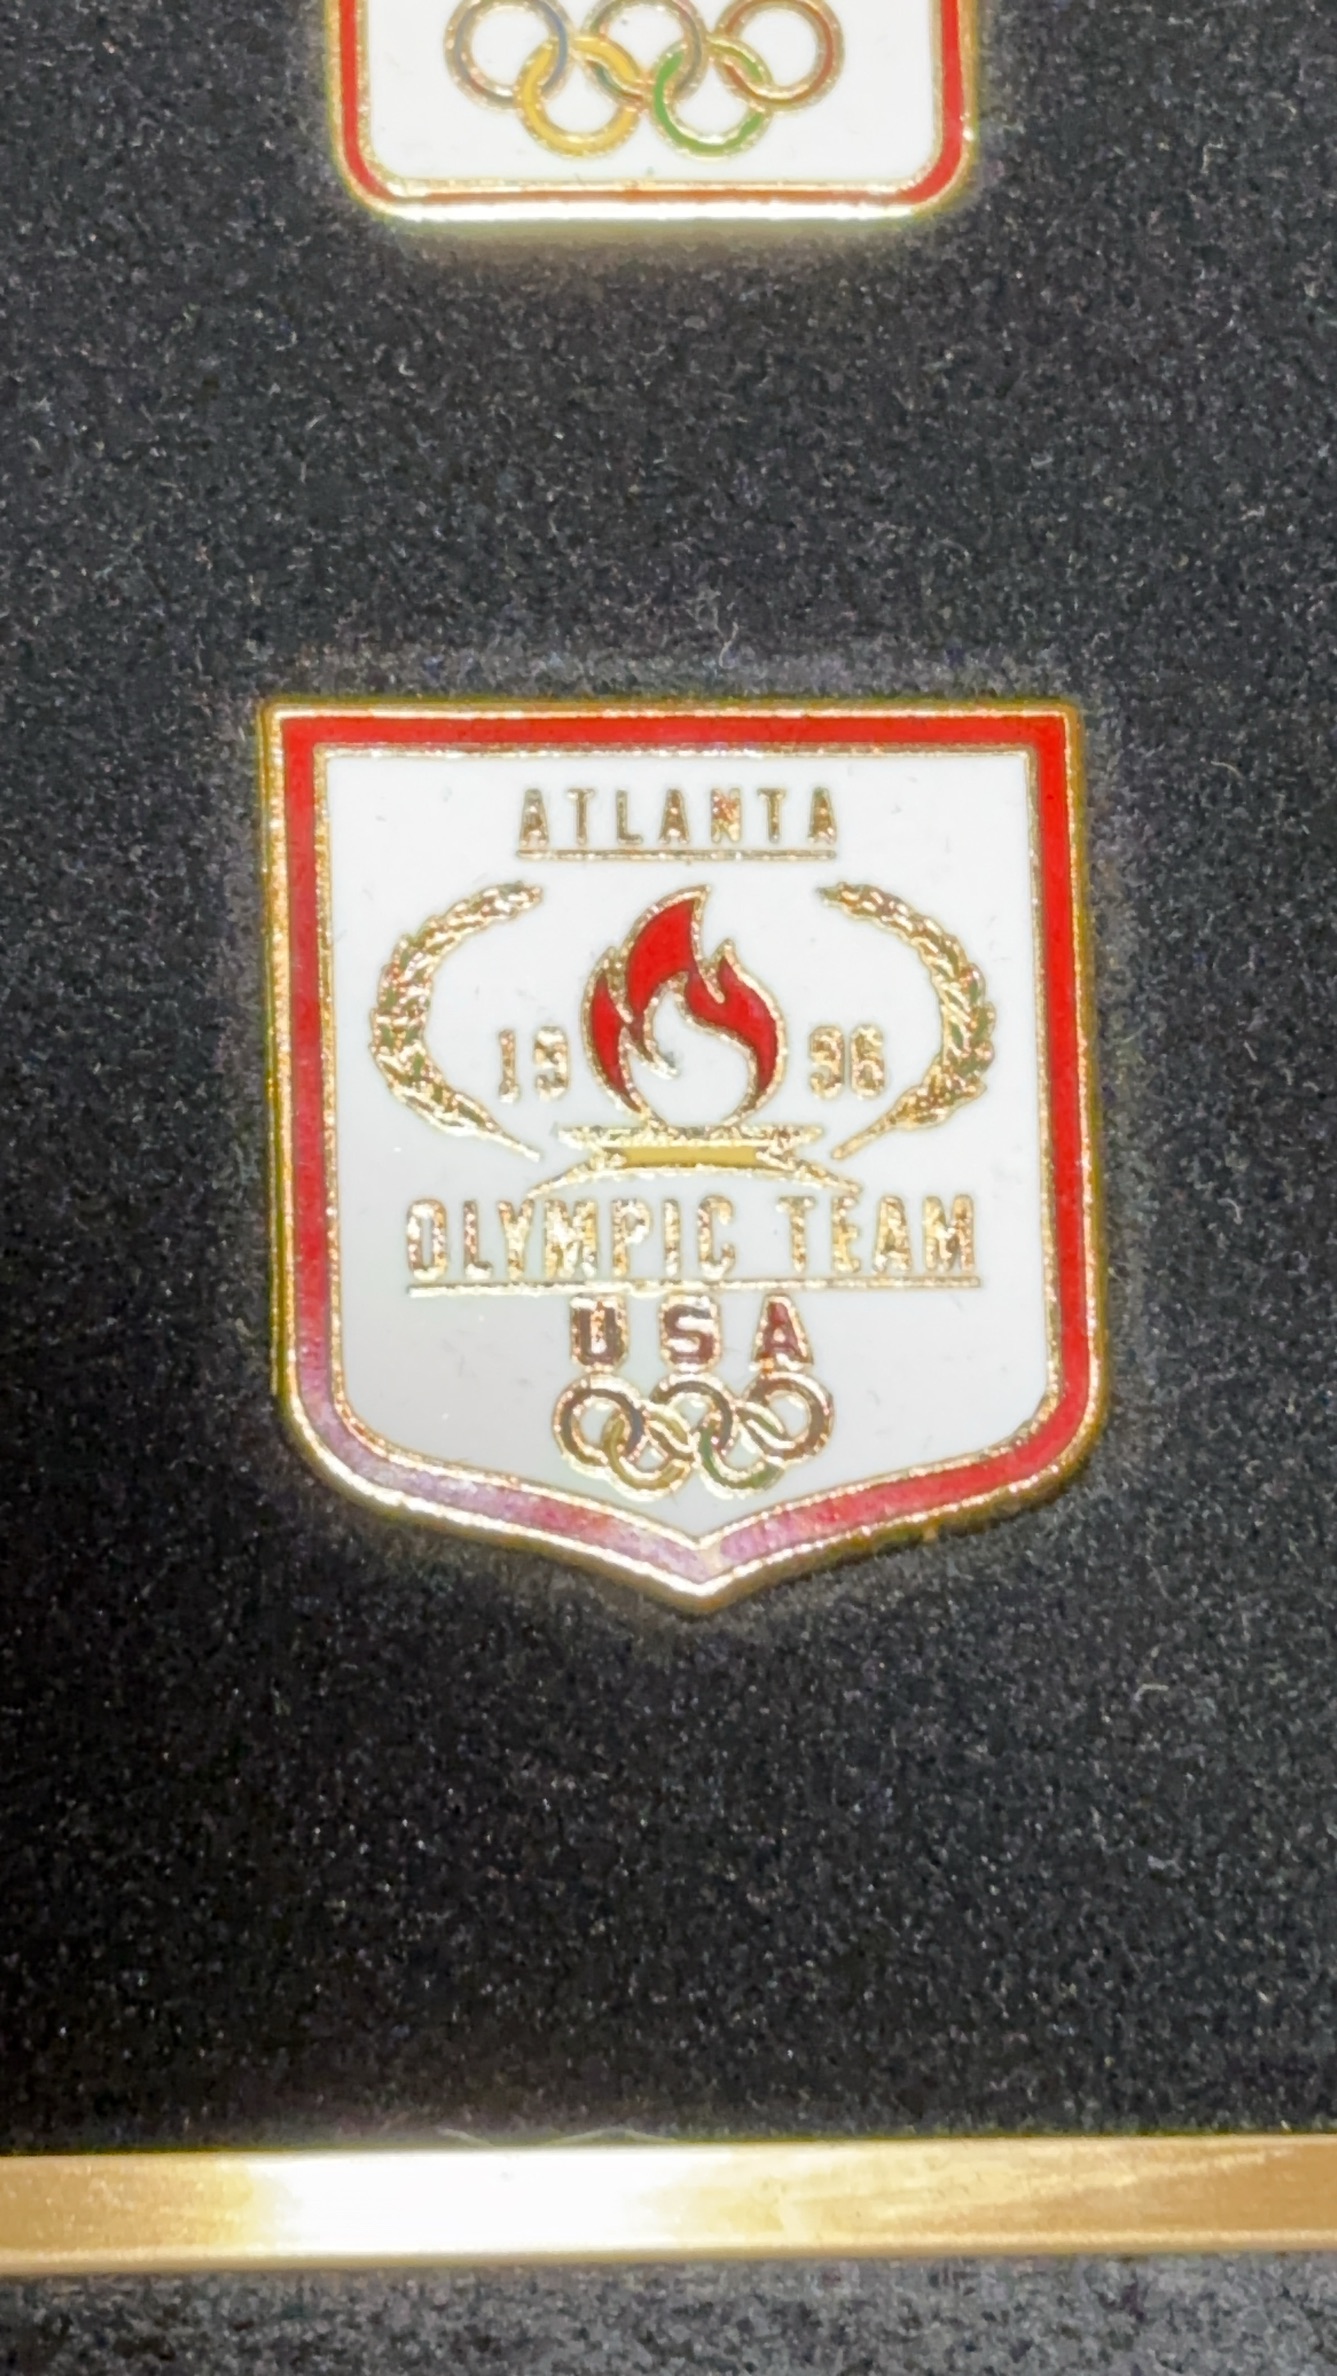 ATLANTA
19 96
OLYMPIC TEAM
USA